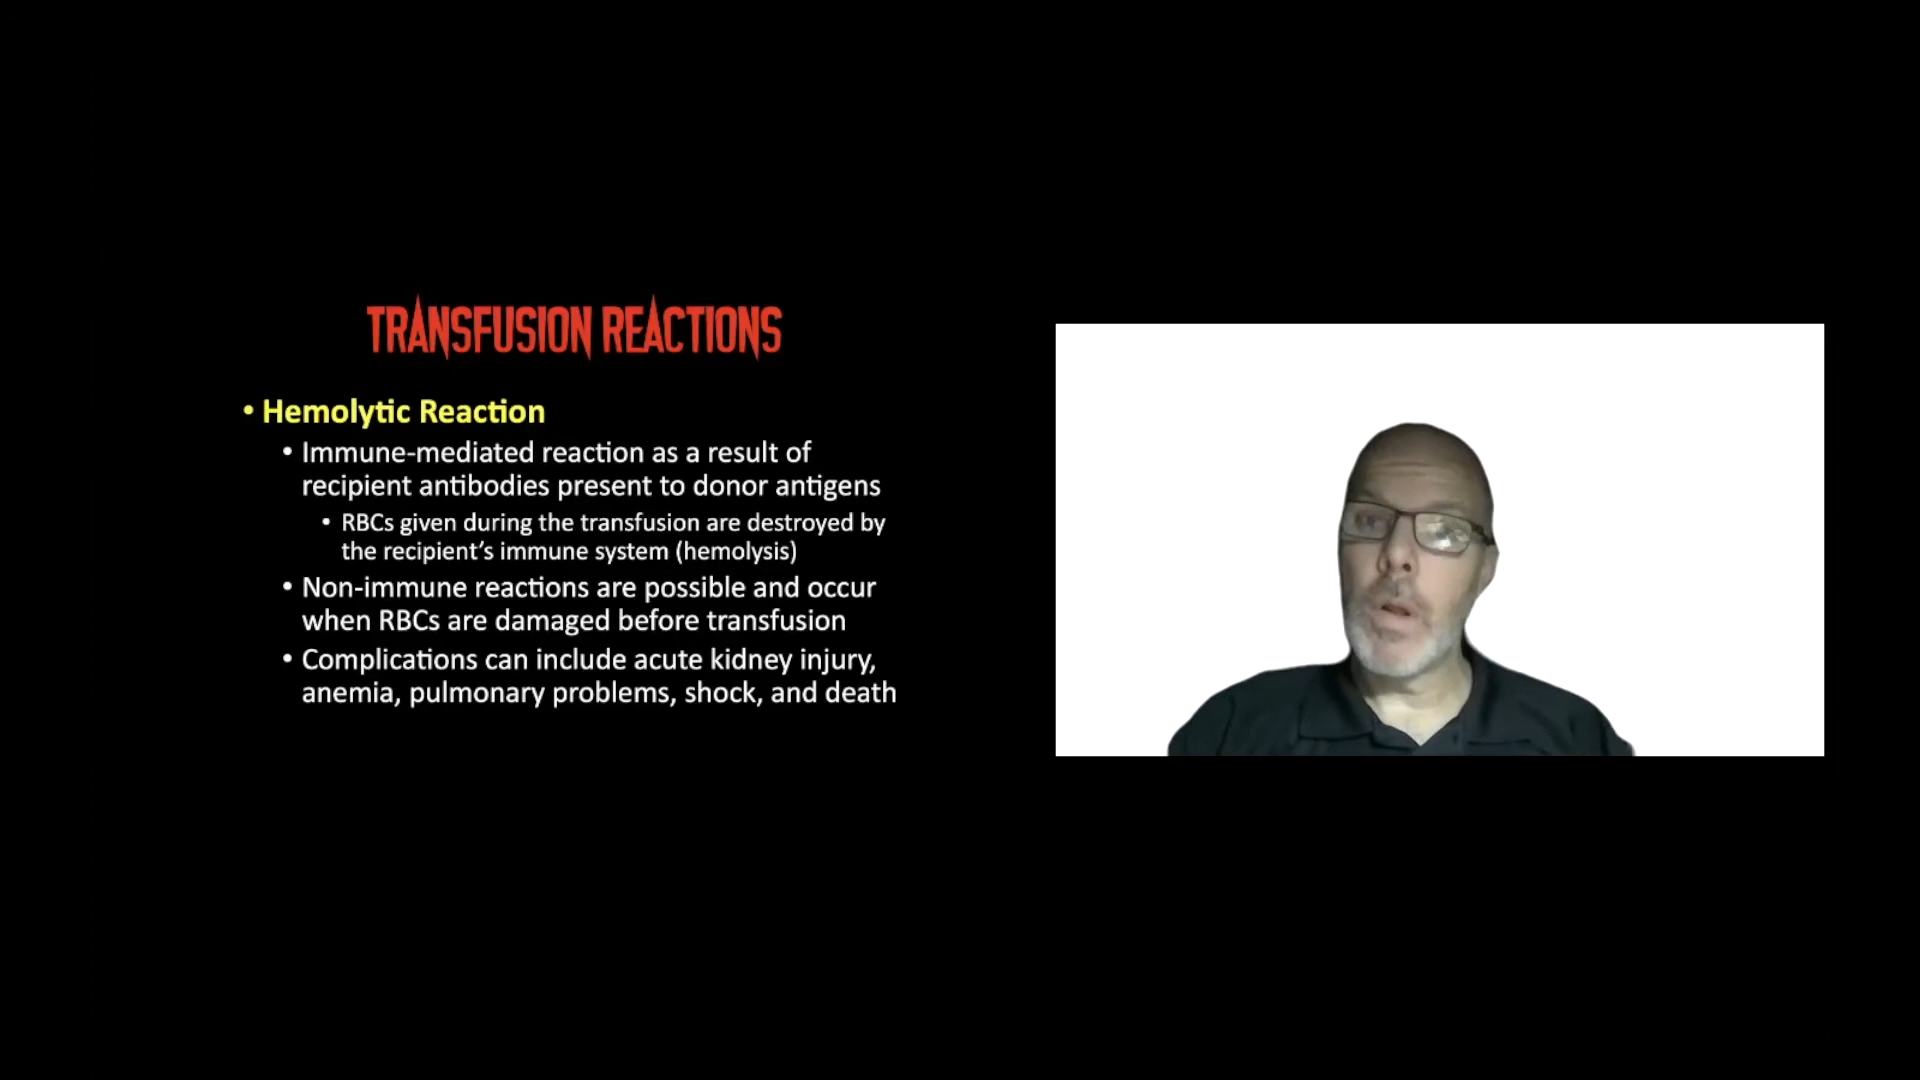 TRANSFUSION REACTIONS
• Hemolytic Reaction
• Immune-mediated reaction as a result of
recipient antibodies present to donor antigens
• RBCs given during the transfusion are destroyed by
the recipient’s immune system (hemolysis)
• Non-immune reactions are possible and occur
when RBCs are damaged before transfusion
• Complications can include acute kidney injury,
anemia, pulmonary problems, shock, and death